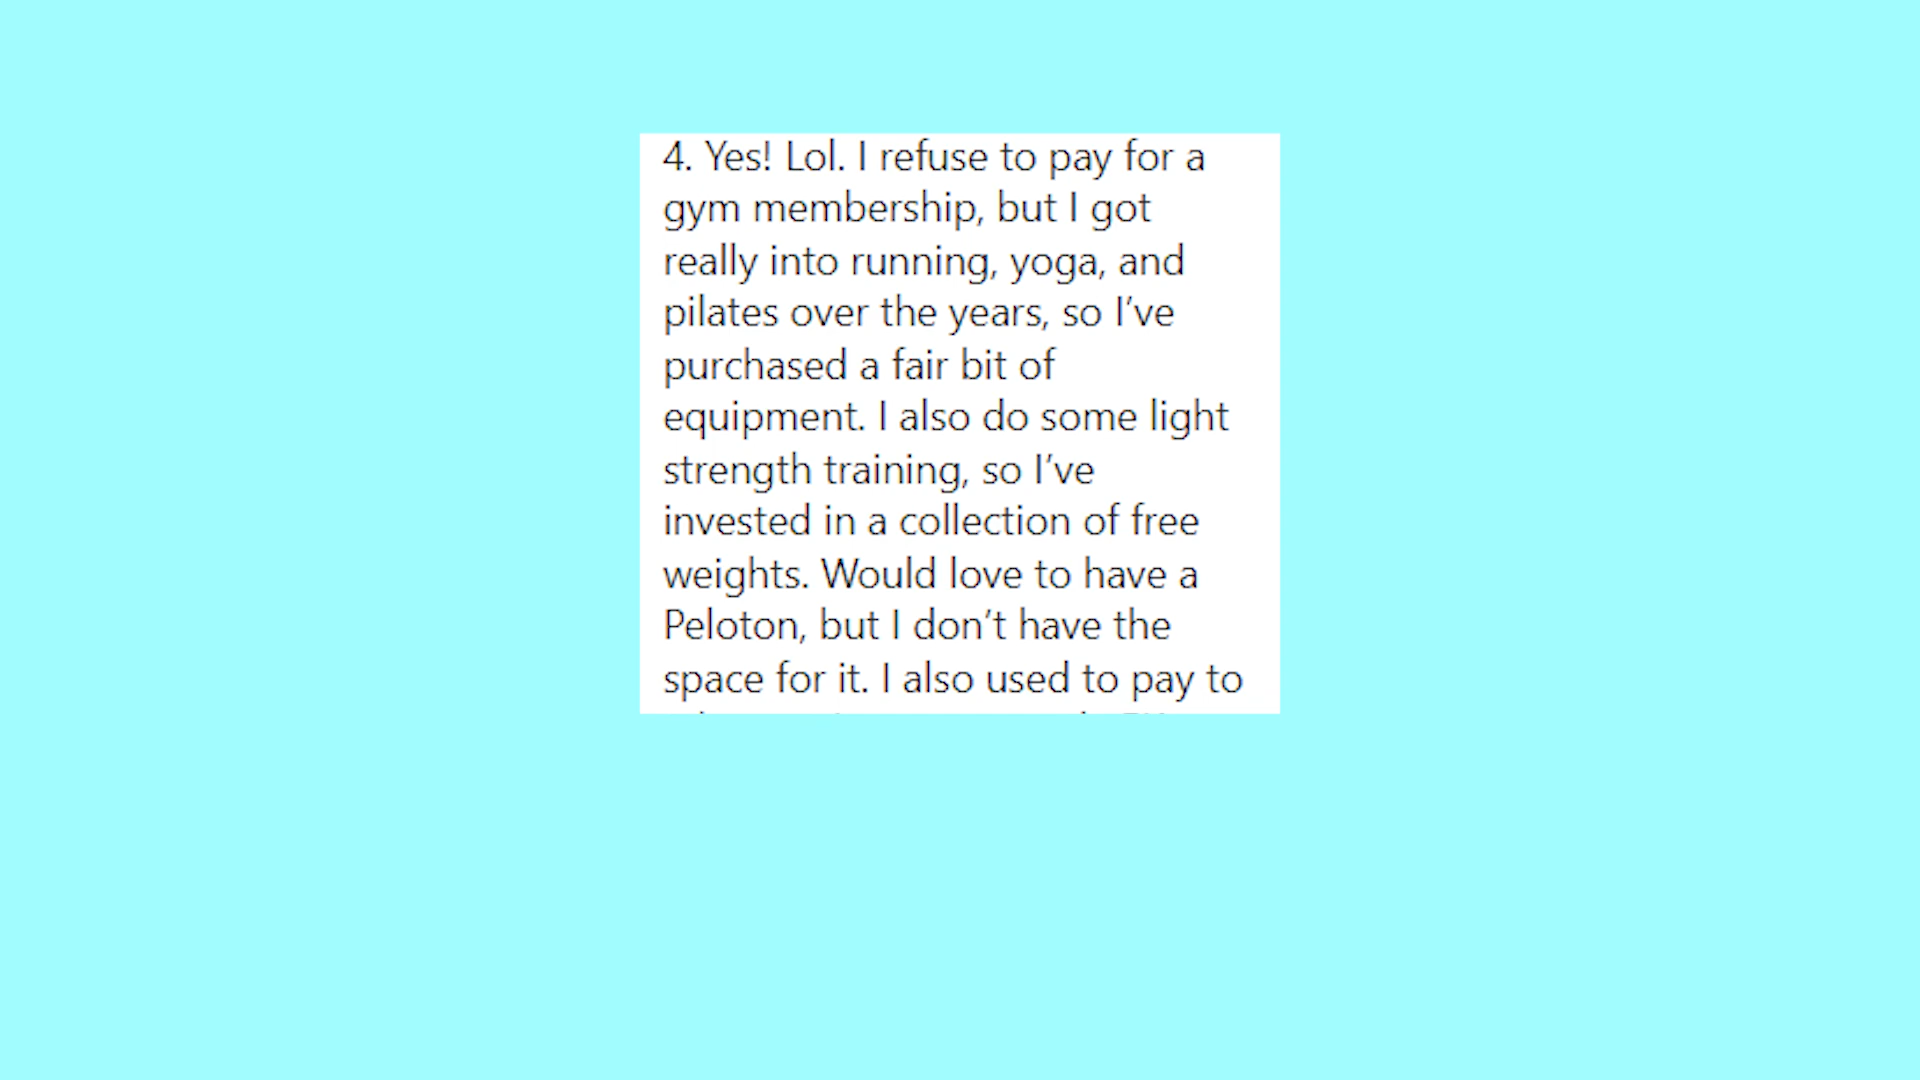 4. Yes! Lol. I refuse to pay for a
gym membership, but I got
really into running, yoga, and
pilates over the years, so I’ve
purchased a fair bit of
equipment. I also do some light
strength training, so I’ve
invested in a collection of free
weights. Would love to have a
Peloton, but I don’t have the
space for it. I also used to pay to